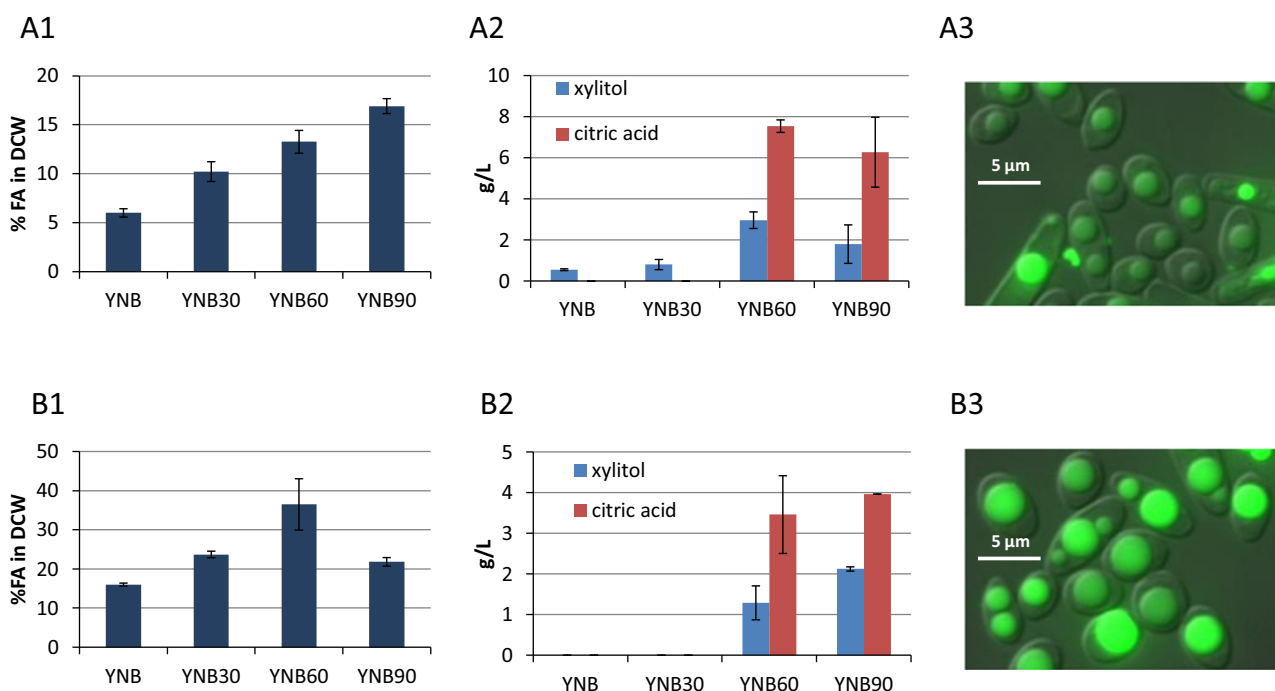 A1
% FA in DCW
20
15
10
5
0
YNB YNB30 YNB60 YNB90
A2
g/L
10
8
6
4
2
0
xylitol
citric acid
YNB YNB30 YNB60 YNB90
A3
5 µm
B1
%FA in DCW
50
40
30
20
10
0
YNB YNB30 YNB60 YNB90
B2
g/L
5
4
3
2
1
0
xylitol
citric acid
YNB YNB30 YNB60 YNB90
B3
5 µm